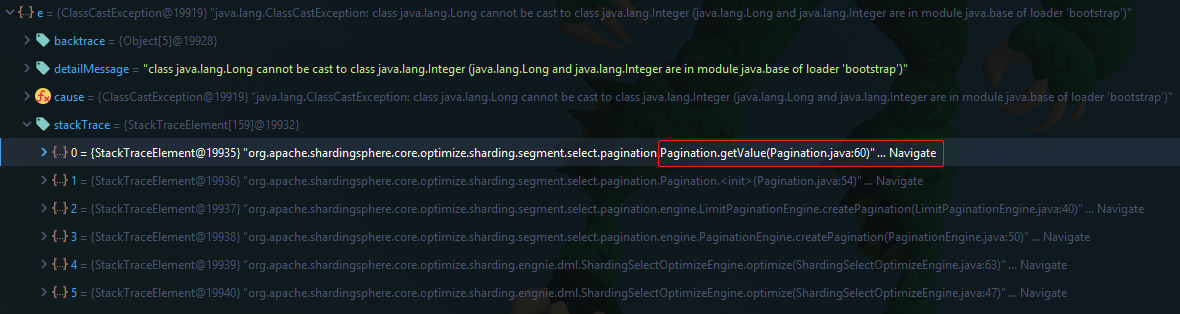 e = {ClassCastException@19919} "java.lang.ClassCastException: class java.lang.Long cannot be cast to class java.lang.Integer (java.lang.Long and java.lang.Integer are in module java.base of loader 'bootstrap')"
backtrace = {Object[5]@19928}
detailMessage = "class java.lang.Long cannot be cast to class java.lang.Integer (java.lang.Long and java.lang.Integer are in module java.base of loader 'bootstrap')"
cause = {ClassCastException@19919} "java.lang.ClassCastException: class java.lang.Long cannot be cast to class java.lang.Integer (java.lang.Long and java.lang.Integer are in module java.base of loader 'bootstrap')"
stackTrace = {StackTraceElement[159]@19932}
0 = {StackTraceElement@19935} "org.apache.shardingsphere.core.optimize.sharding.segment.select.pagination.Pagination.getValue(Pagination.java:60)" ... Navigate
1 = {StackTraceElement@19936} "org.apache.shardingsphere.core.optimize.sharding.segment.select.pagination.Pagination.<init>(Pagination.java:54)" ... Navigate
2 = {StackTraceElement@19937} "org.apache.shardingsphere.core.optimize.sharding.segment.select.pagination.engine.LimitPaginationEngine.createPagination(LimitPaginationEngine.java:40)" ... Navigate
3 = {StackTraceElement@19938} "org.apache.shardingsphere.core.optimize.sharding.segment.select.pagination.engine.PaginationEngine.createPagination(PaginationEngine.java:50)" ... Navigate
4 = {StackTraceElement@19939} "org.apache.shardingsphere.core.optimize.sharding.engnie.dml.ShardingSelectOptimizeEngine.optimize(ShardingSelectOptimizeEngine.java:63)" ... Navigate
5 = {StackTraceElement@19940} "org.apache.shardingsphere.core.optimize.sharding.engnie.dml.ShardingSelectOptimizeEngine.optimize(ShardingSelectOptimizeEngine.java:47)" ... Navigate